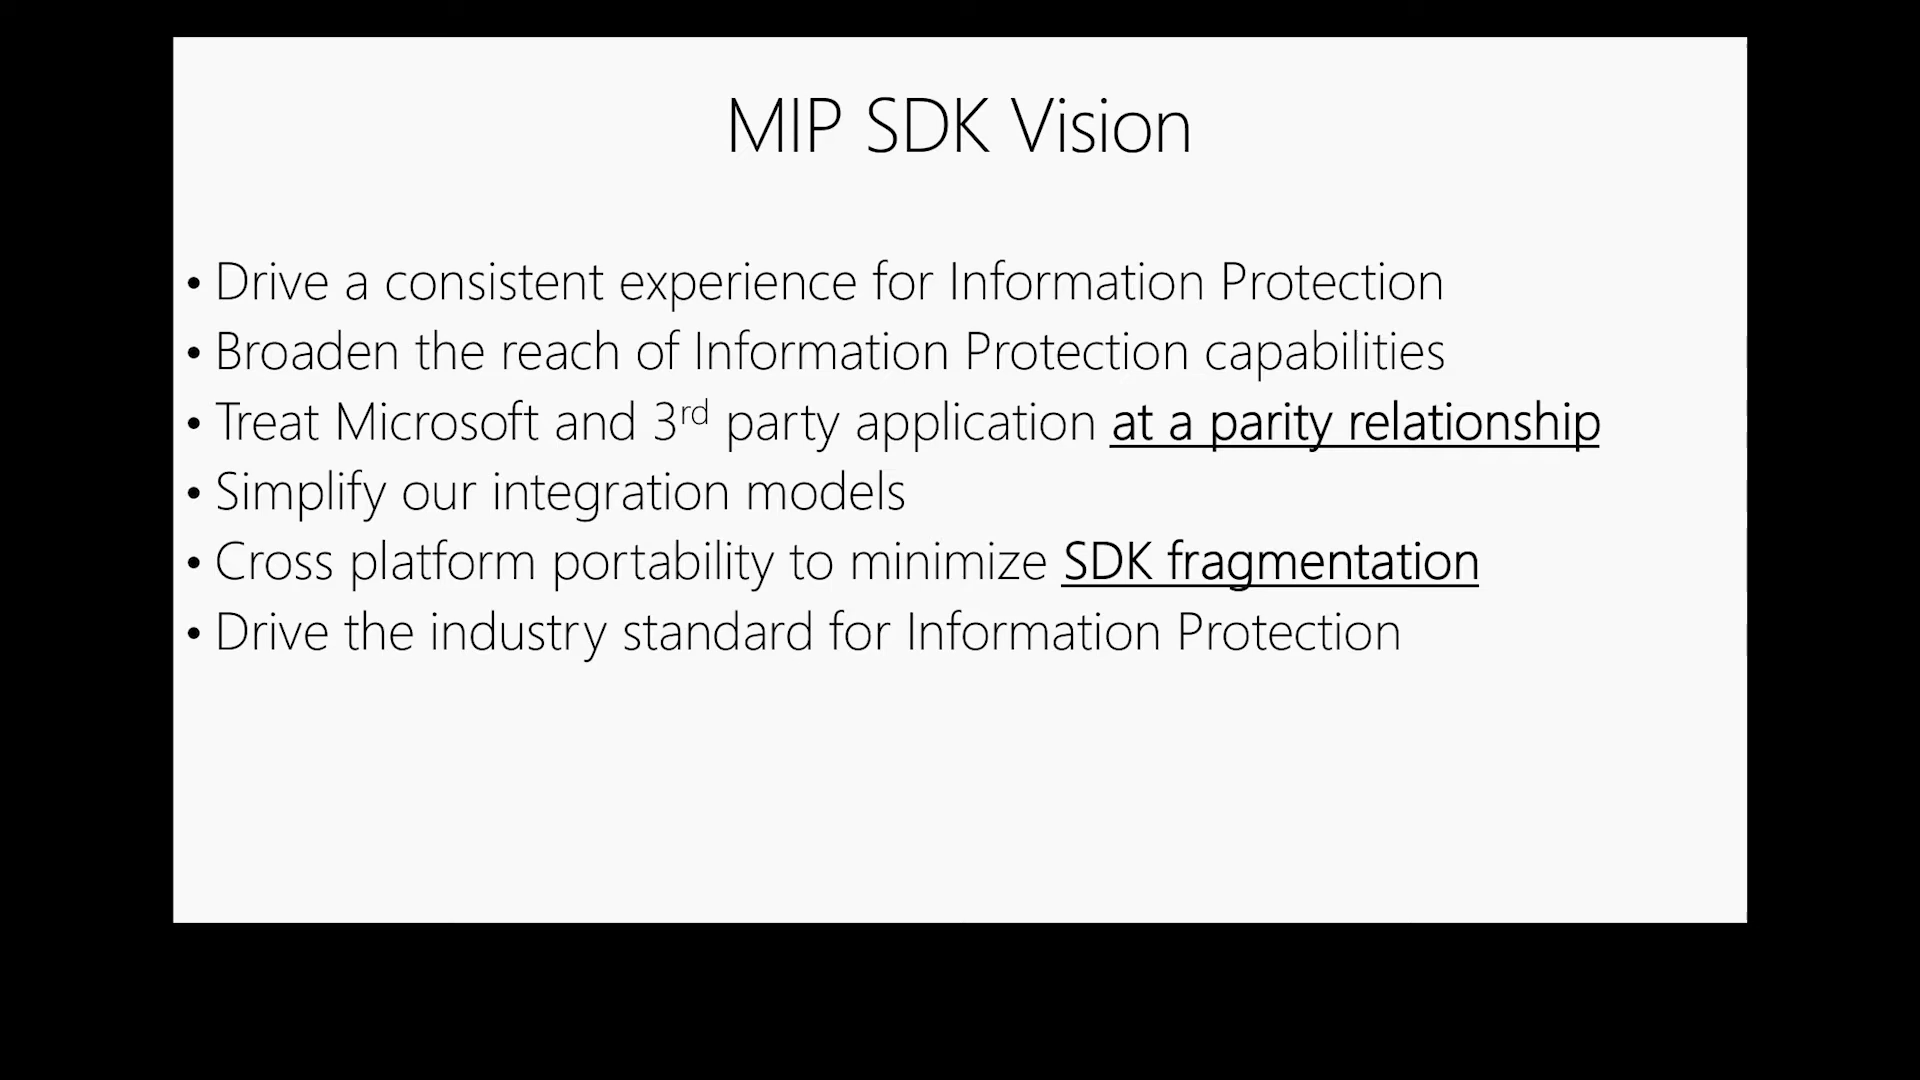 MIP SDK Vision
• Drive a consistent experience for Information Protection
• Broaden the reach of Information Protection capabilities
• Treat Microsoft and 3rd party application at a parity relationship
• Simplify our integration models
• Cross platform portability to minimize SDK fragmentation
• Drive the industry standard for Information Protection